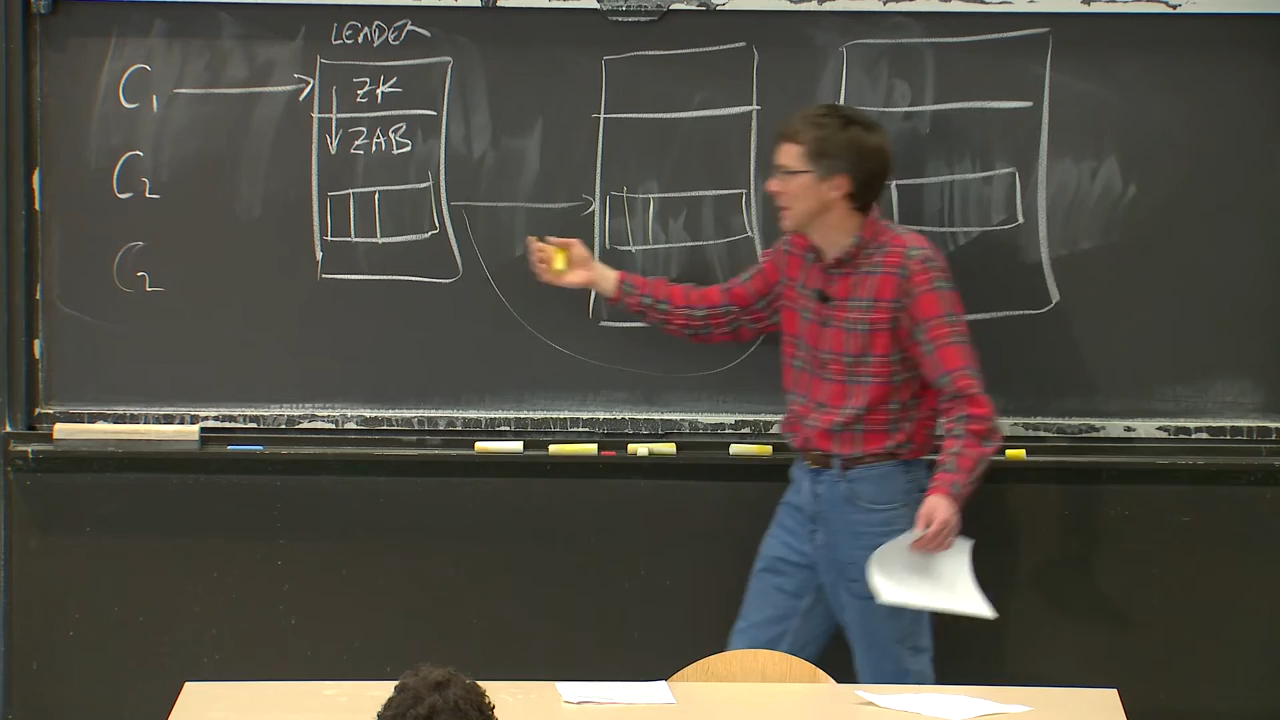 LEADER
C₁
ZK
ZAB
C₂
C₂